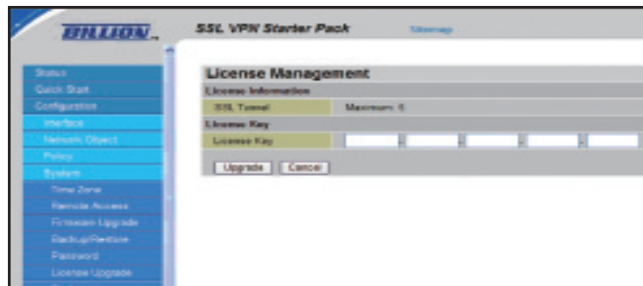 BILLION
SSL VPN Starter Pack
Sitemap
Status
Quick Start
Configuration
Interface
Network Object
Policy
System
Time Zone
Remote Access
Firmware Upgrade
Backup/Restore
Password
License Upgrade
License Management
License Information
SSL Tunnel Maximum: 5
License Key
License Key - - - -
Upgrade Cancel